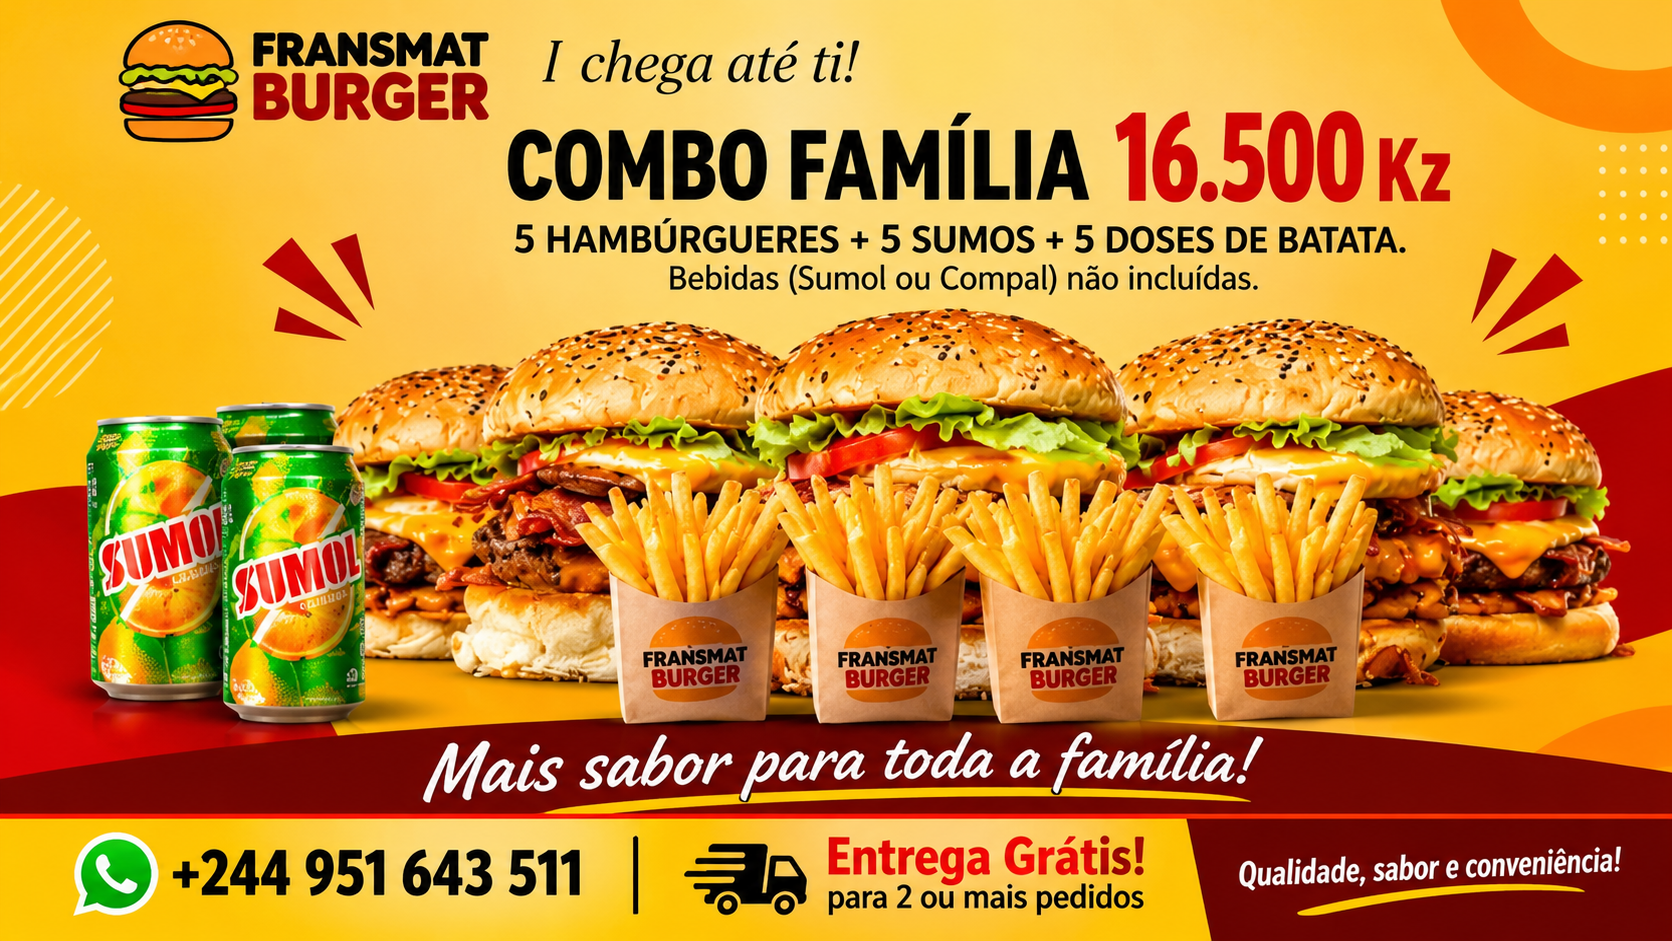 FRANSMAT
BURGER
I chega até ti!
COMBO FAMÍLIA 16.500 Kz
5 HAMBÚRGUERES + 5 SUMOS + 5 DOSES DE BATATA.
Bebidas (Sumol ou Compal) não incluídas.
SUMOL
SUMOL
FRANSMAT
BURGER
FRANSMAT
BURGER
FRANSMAT
BURGER
FRANSMAT
BURGER
Mais sabor para toda a família!
+244 951 643 511
Entrega Grátis!
para 2 ou mais pedidos
Qualidade, sabor e conveniência!